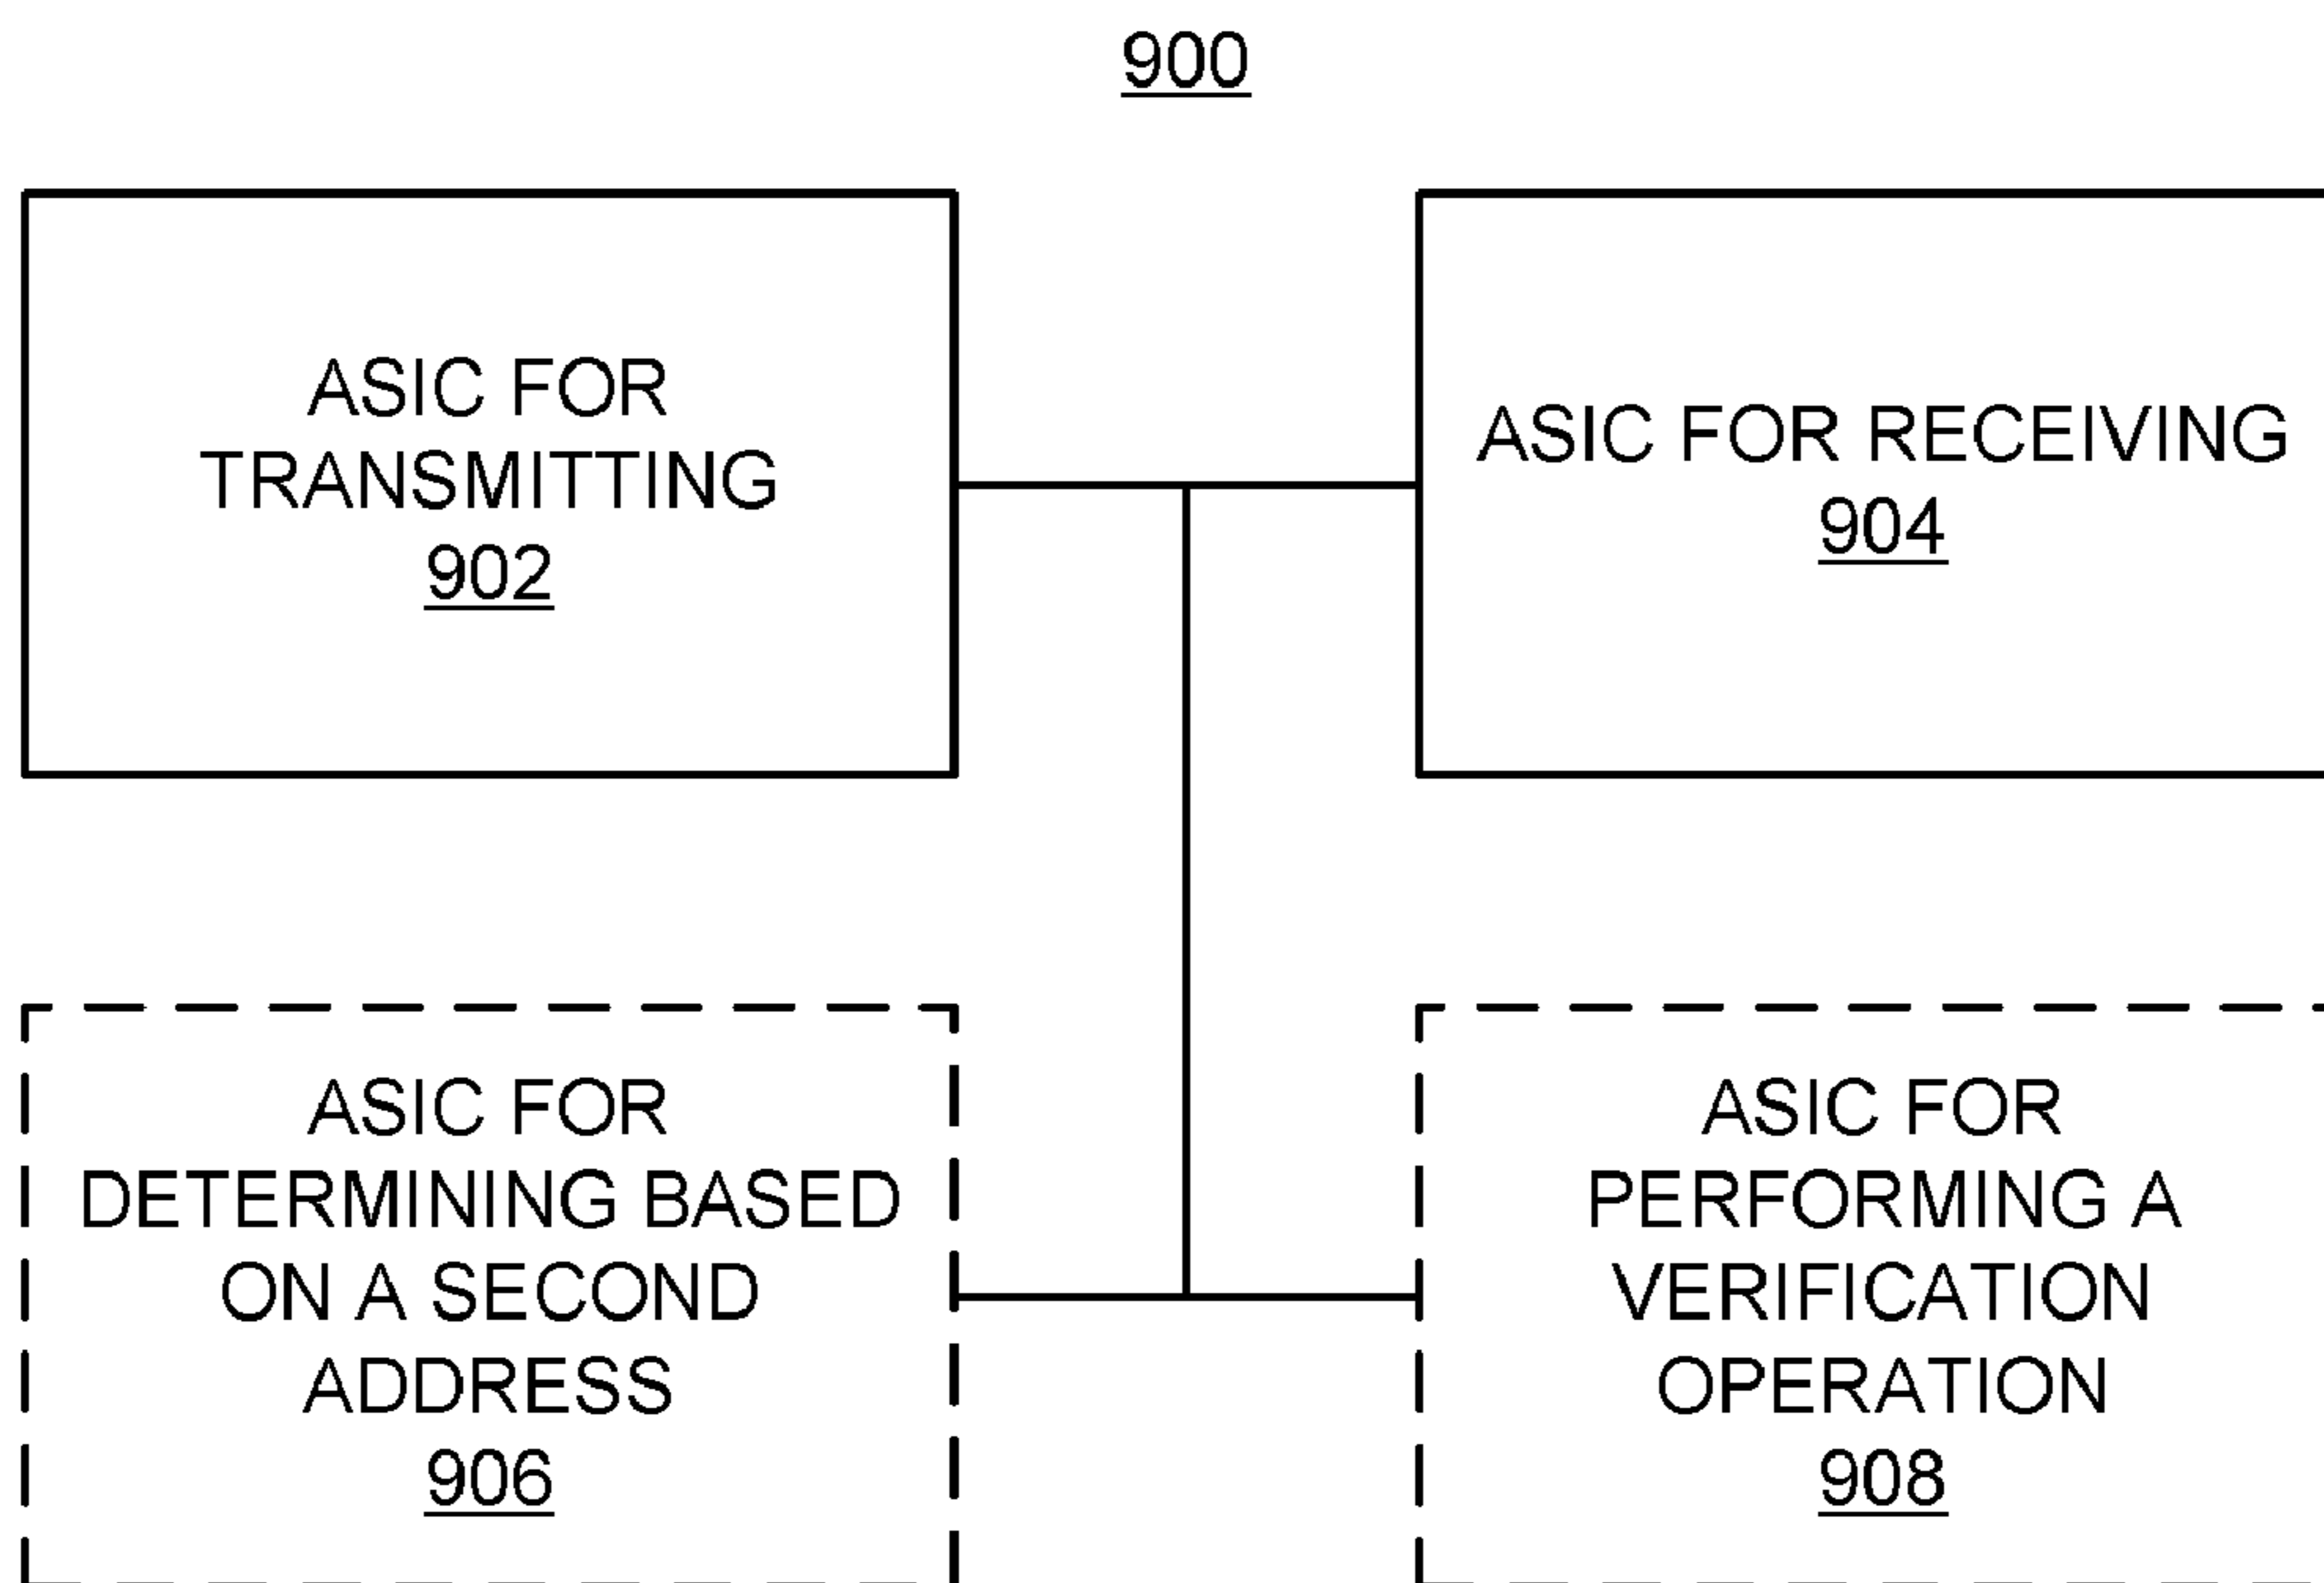 900
ASIC FOR
TRANSMITTING
902
ASIC FOR RECEIVING
904
ASIC FOR
DETERMINING BASED
ON A SECOND
ADDRESS
906
ASIC FOR
PERFORMING A
VERIFICATION
OPERATION
908